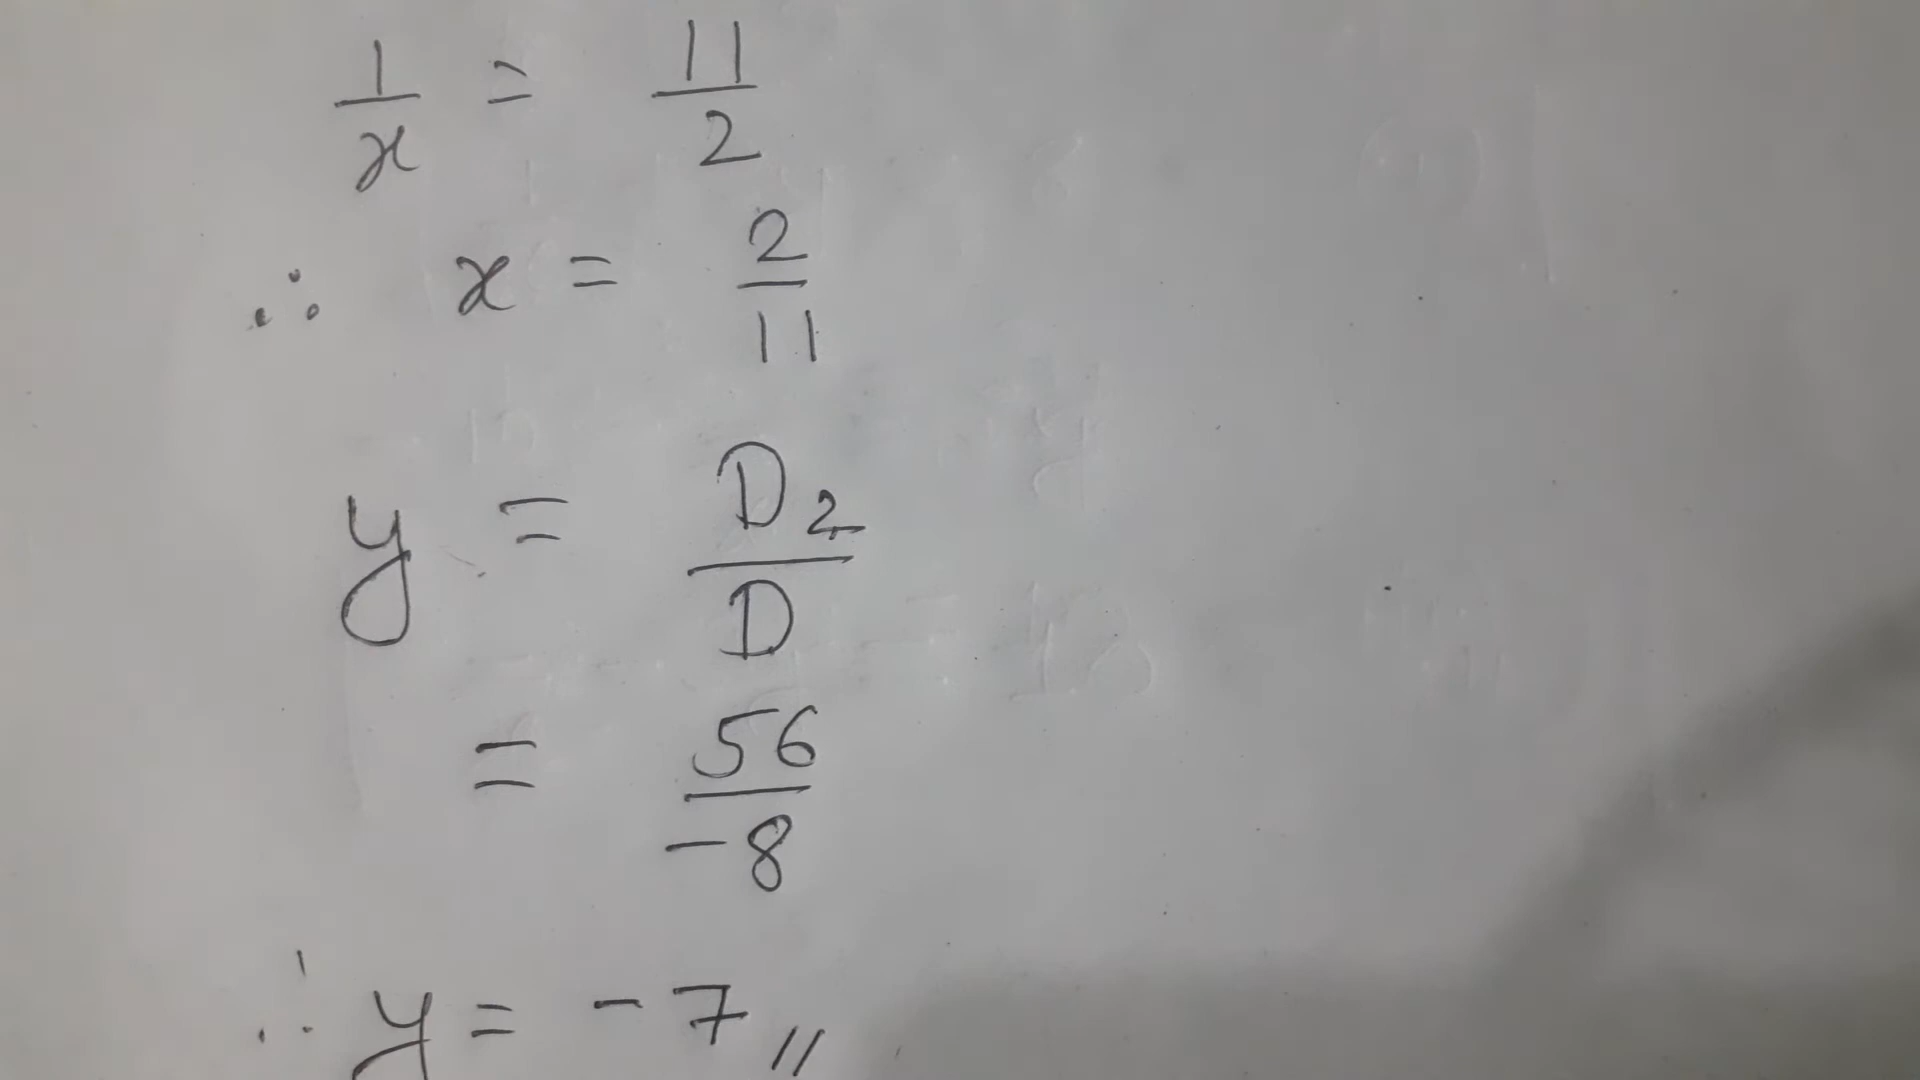 1/x = 11/2
∴ x = 2/11
y = D₂/D
= 56/-8
∴ y = -7 //